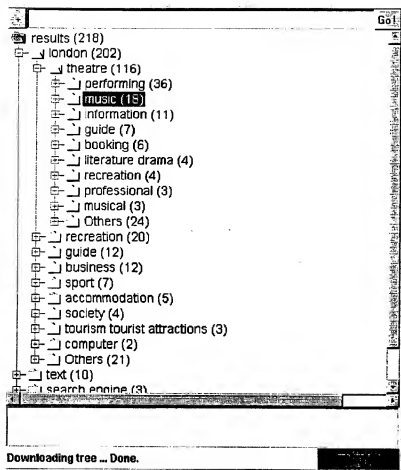 Go!
results (218)
london (202)
theatre (116)
performing (36)
music (18)
information (11)
guide (7)
booking (6)
literature drama (4)
recreation (4)
professional (3)
musical (3)
Others (24)
recreation (20)
guide (12)
business (12)
sport (7)
accommodation (5)
society (4)
tourism tourist attractions (3)
computer (2)
Others (21)
text (10)
search engine (3)
Downloading tree ... Done.